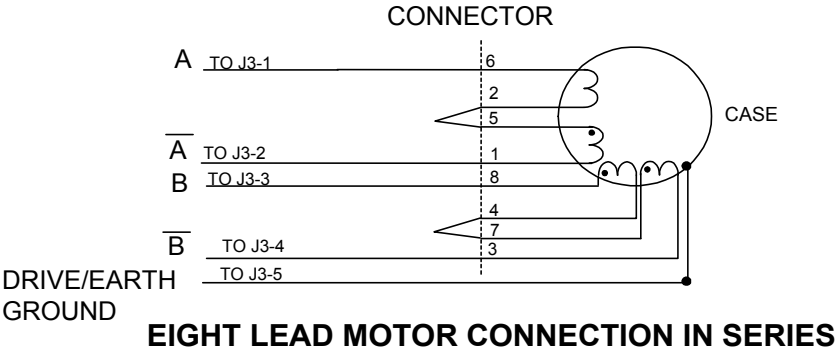 CONNECTOR
A TO J3-1 6
2
5
CASE
A̅ TO J3-2 1
B TO J3-3 8
4
7
B̅ TO J3-4 3
DRIVE/EARTH TO J3-5
GROUND
EIGHT LEAD MOTOR CONNECTION IN SERIES